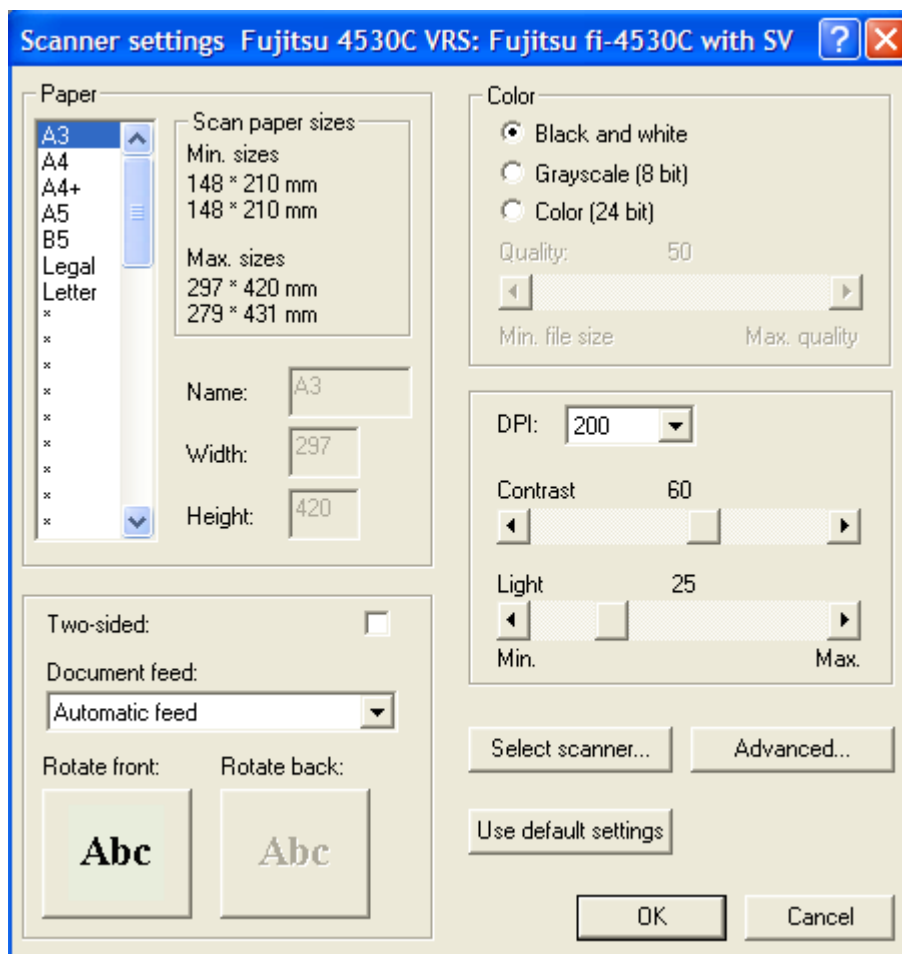 Scanner settings Fujitsu 4530C VRS: Fujitsu fi-4530C with SV
Paper
A3
A4
A4+
A5
B5
Legal
Letter
*
*
*
*
*
*
*
*
*
Scan paper sizes
Min. sizes
148 * 210 mm
148 * 210 mm
Max. sizes
297 * 420 mm
279 * 431 mm
Name: A3
Width: 297
Height: 420
Two-sided:
Document feed:
Automatic feed
Rotate front: Rotate back:
Abc Abc
Color
Black and white
Grayscale (8 bit)
Color (24 bit)
Quality: 50
Min. file size Max. quality
DPI: 200
Contrast 60
Light 25
Min. Max.
Select scanner... Advanced...
Use default settings
OK Cancel